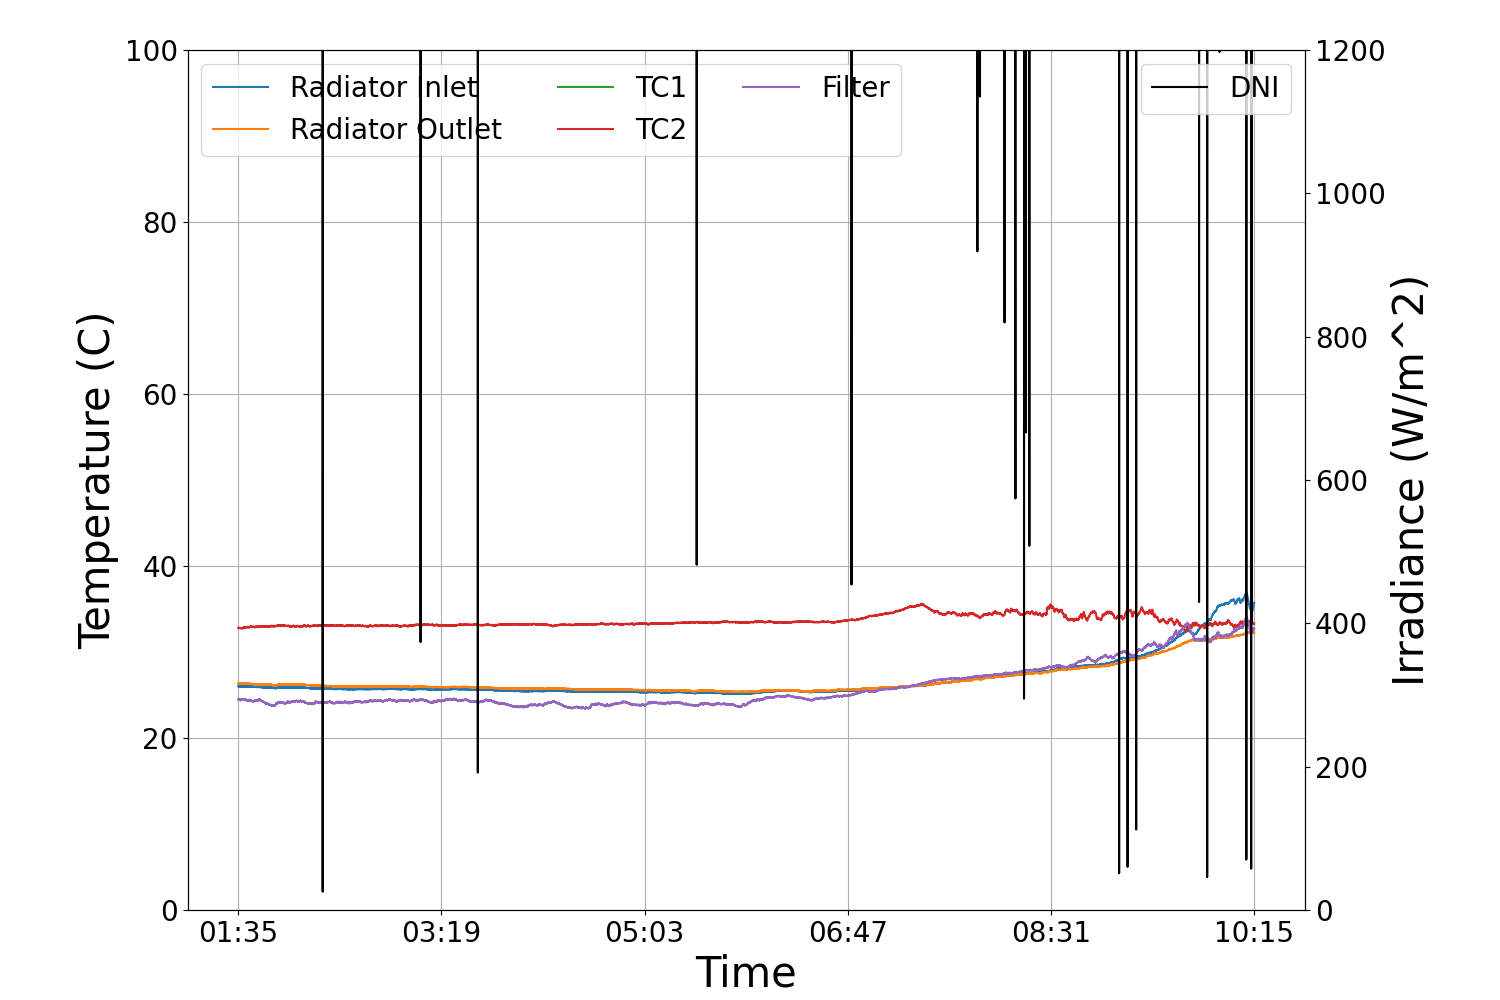 100
80
60
40
20
0
Temperature (C)
Radiator Inlet
Radiator Outlet
TC1
TC2
Filter
DNI
1200
1000
800
600
400
200
0
Irradiance (W/m^2)
01:35 03:19 05:03 06:47 08:31 10:15
Time